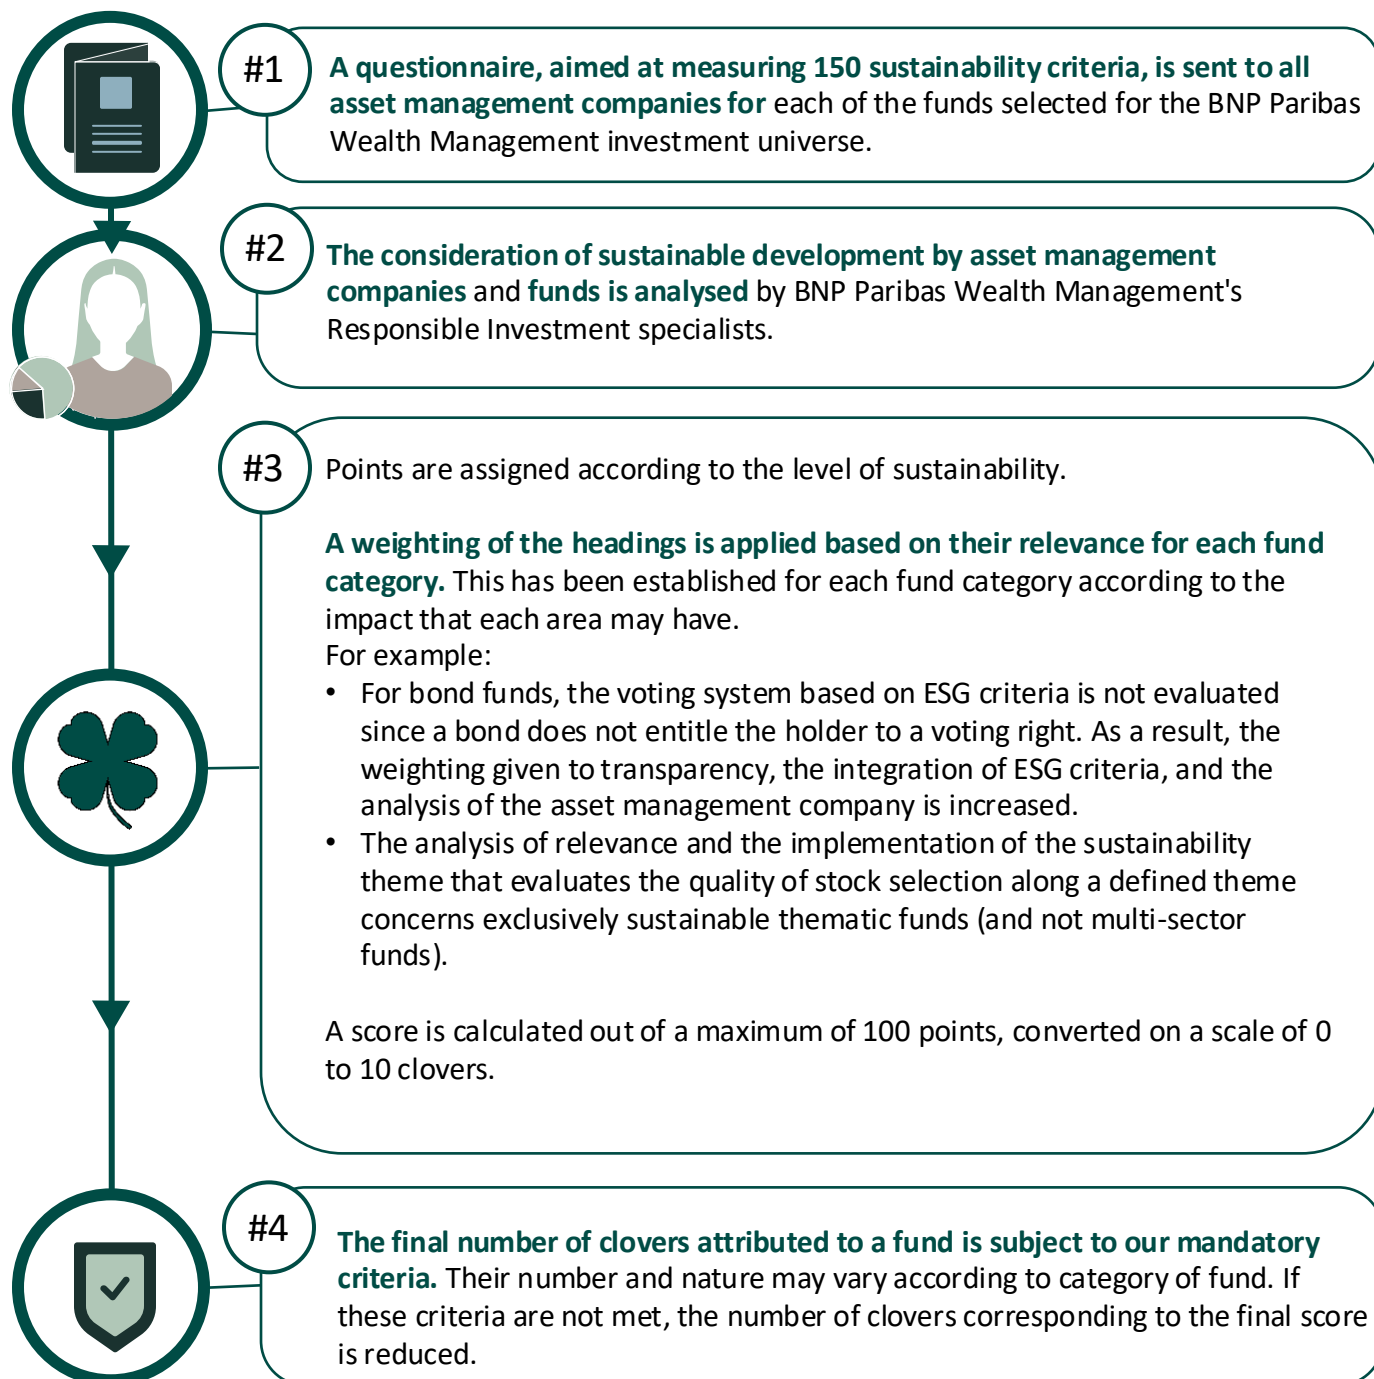 #1
A questionnaire, aimed at measuring 150 sustainability criteria, is sent to all
asset management companies for each of the funds selected for the BNP Paribas
Wealth Management investment universe.
#2
The consideration of sustainable development by asset management
companies and funds is analysed by BNP Paribas Wealth Management's
Responsible Investment specialists.
#3
Points are assigned according to the level of sustainability.
A weighting of the headings is applied based on their relevance for each fund
category. This has been established for each fund category according to the
impact that each area may have.
For example:
• For bond funds, the voting system based on ESG criteria is not evaluated
since a bond does not entitle the holder to a voting right. As a result, the
weighting given to transparency, the integration of ESG criteria, and the
analysis of the asset management company is increased.
• The analysis of relevance and the implementation of the sustainability
theme that evaluates the quality of stock selection along a defined theme
concerns exclusively sustainable thematic funds (and not multi-sector
funds).
A score is calculated out of a maximum of 100 points, converted on a scale of 0
to 10 clovers.
#4
The final number of clovers attributed to a fund is subject to our mandatory
criteria. Their number and nature may vary according to category of fund. If
these criteria are not met, the number of clovers corresponding to the final score
is reduced.